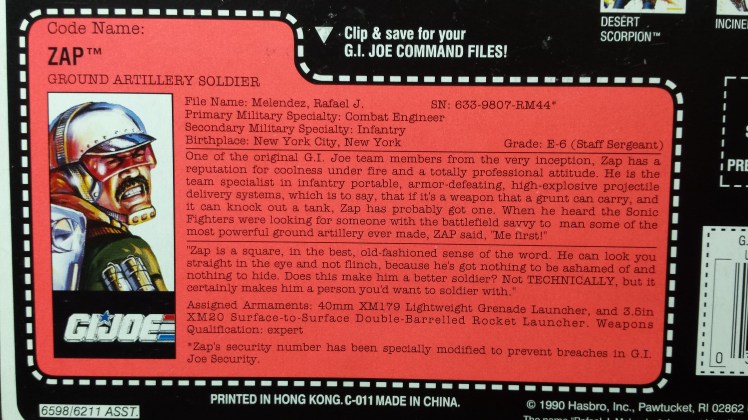 Code Name:
ZAP™
GROUND ARTILLERY SOLDIER
▼ Clip & save for your
G.I. JOE COMMAND FILES!
DESERT
SCORPION™
INCINE
File Name: Melendez, Rafael J. SN: 633-9807-RM44*
Primary Military Specialty: Combat Engineer
Secondary Military Specialty: Infantry
Birthplace: New York City, New York Grade: E-6 (Staff Sergeant)
One of the original G.I. Joe team members from the very inception, Zap has a
reputation for coolness under fire and a totally professional attitude. He is the
team specialist in infantry portable, armor-defeating, high-explosive projectile
delivery systems, which is to say, that if it's a weapon that a grunt can carry, and
it can knock out a tank, Zap has probably got one. When he heard the Sonic
Fighters were looking for someone with the battlefield savvy to man some of the
most powerful ground artillery ever made, ZAP said, "Me first!"
"Zap is a square, in the best, old-fashioned sense of the word. He can look you
straight in the eye and not flinch, because he's got nothing to be ashamed of and
nothing to hide. Does this make him a better soldier? Not TECHNICALLY, but it
certainly makes him a person you'd want to soldier with."
Assigned Armaments: 40mm XM179 Lightweight Grenade Launcher, and 3.5in
XM20 Surface-to-Surface Double-Barrelled Rocket Launcher. Weapons
Qualification: expert
*Zap's security number has been specially modified to prevent breaches in G.I.
Joe Security.
G.I. JOE
PRE
0
6598/6211 ASST.
PRINTED IN HONG KONG. C-011 MADE IN CHINA.
© 1990 Hasbro, Inc., Pawtucket, RI 02862